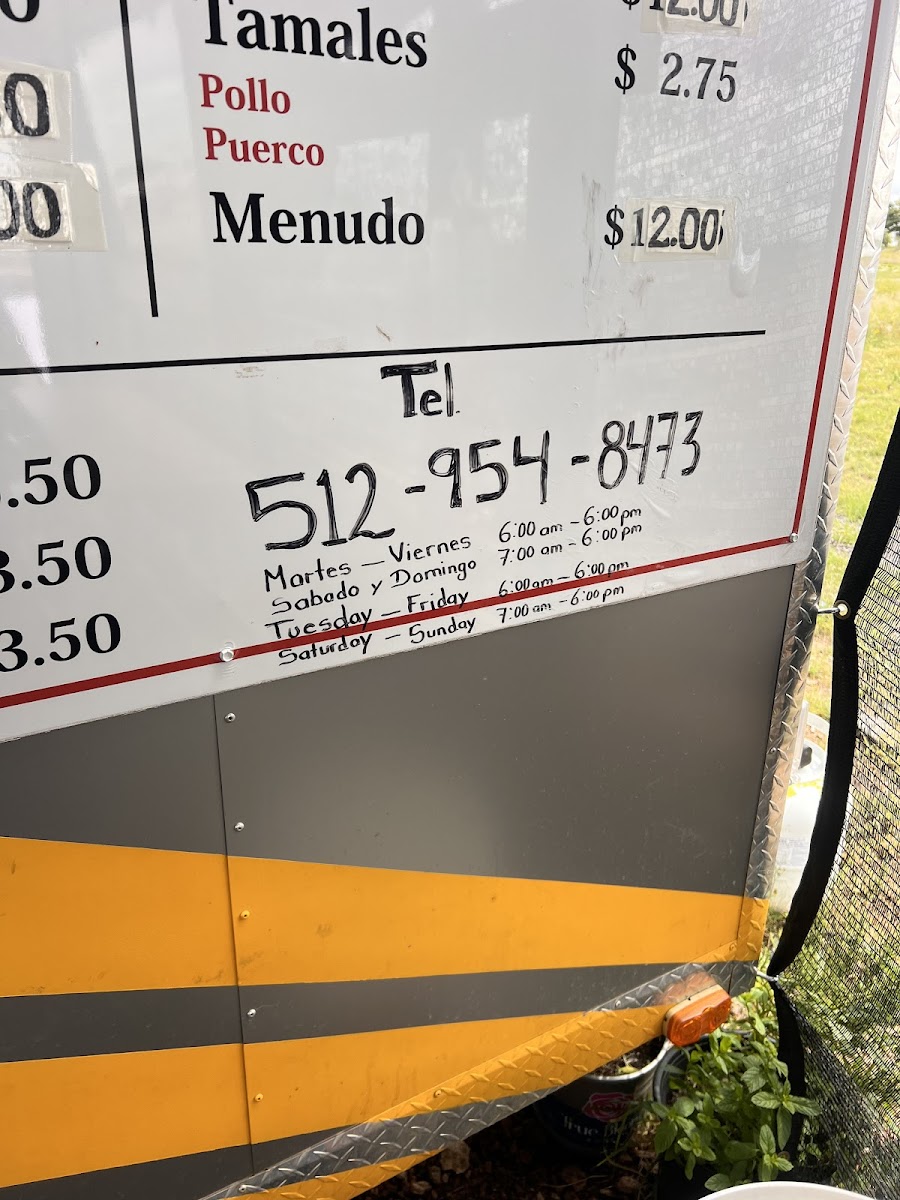 $ 12.00
Tamales $ 2.75
Pollo
Puerco
Menudo $ 12.00
Tel.
512-954-8473
.50
3.50
3.50
Martes — Viernes 6:00 am - 6:00 pm
Sabado y Domingo 7:00 am - 6:00 pm
Tuesday — Friday 6:00 am - 6:00 pm
Saturday — Sunday 7:00 am - 6:00 pm